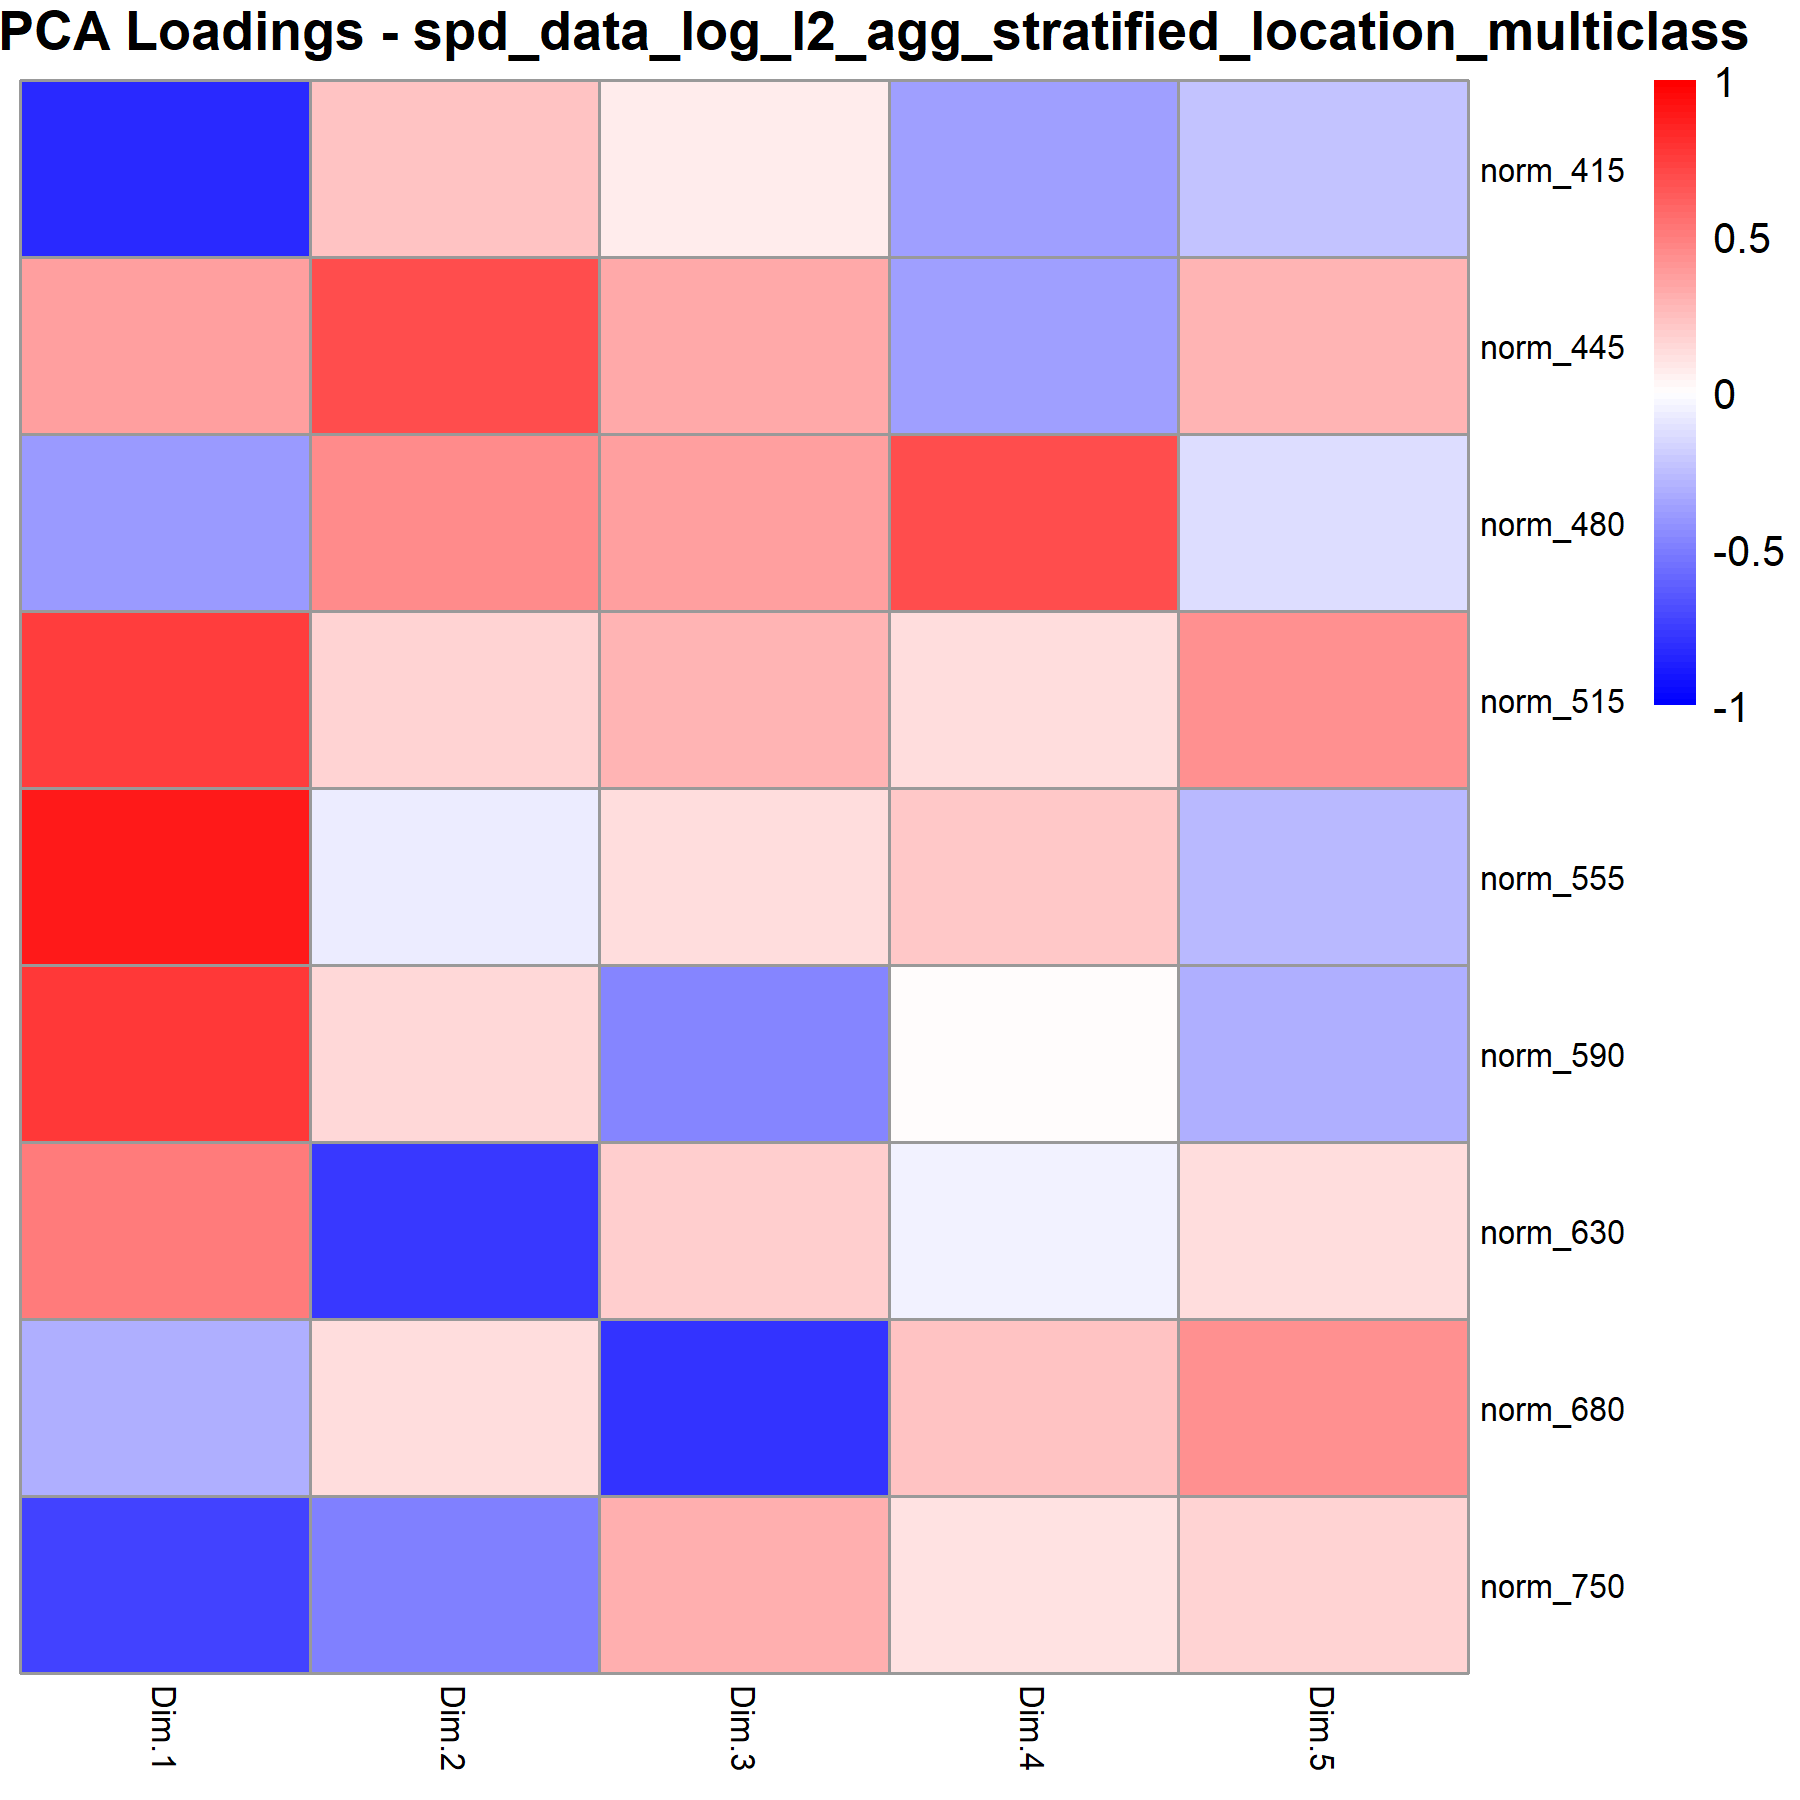 PCA Loadings - spd_data_log_l2_agg_stratified_location_multiclass
1
0.5
0
-0.5
-1
norm_415
norm_445
norm_480
norm_515
norm_555
norm_590
norm_630
norm_680
norm_750
Dim.1
Dim.2
Dim.3
Dim.4
Dim.5